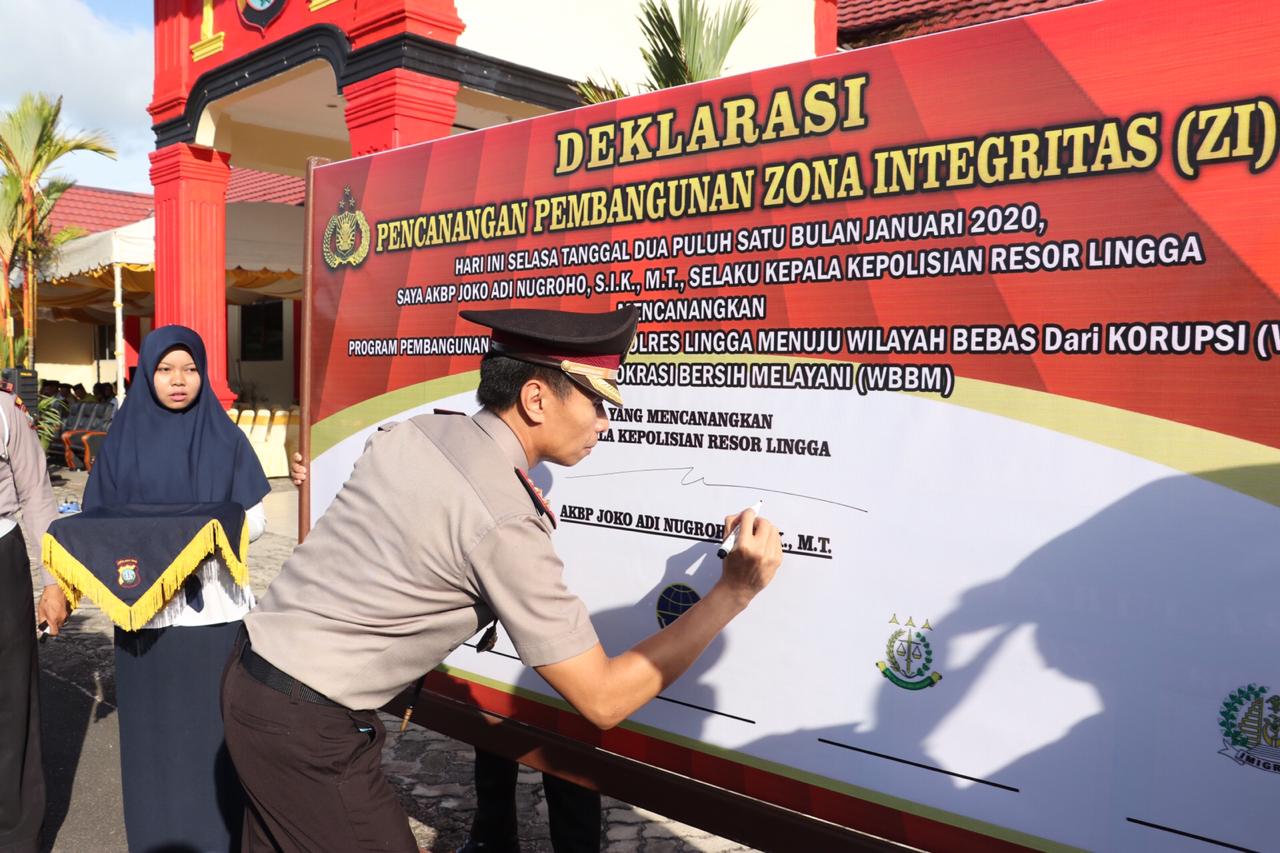 DEKLARASI
PENCANANGAN PEMBANGUNAN ZONA INTEGRITAS (ZI)
HARI INI SELASA TANGGAL DUA PULUH SATU BULAN JANUARI 2020,
SAYA AKBP JOKO ADI NUGROHO, S.I.K., M.T., SELAKU KEPALA KEPOLISIAN RESOR LINGGA
MENCANANGKAN
PROGRAM PEMBANGUNAN OLRES LINGGA MENUJU WILAYAH BEBAS Dari KORUPSI (
OKRASI BERSIH MELAYANI (WBBM)
YANG MENCANANGKAN
LA KEPOLISIAN RESOR LINGGA
AKBP JOKO ADI NUGROH K., M.T.
IMIGR